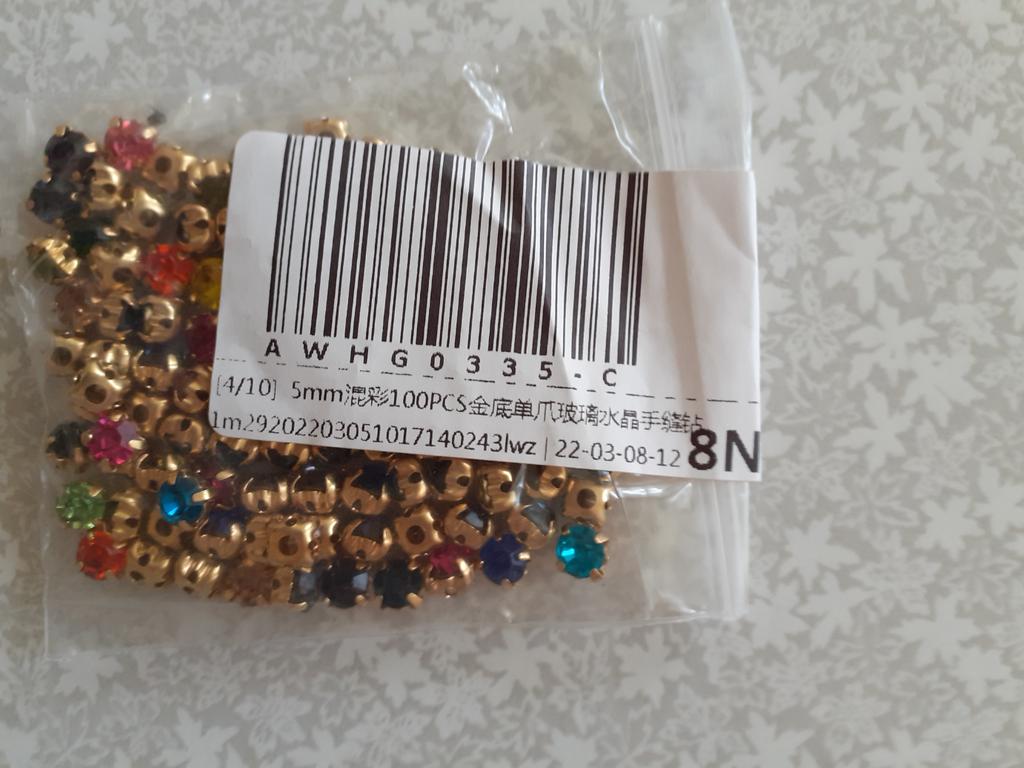 AWHG0335-C
[4/10] 5mm混彩100PCS金底单爪玻璃水晶手缝钻
1m29202203051017140243lwz | 22-03-08-12 8N